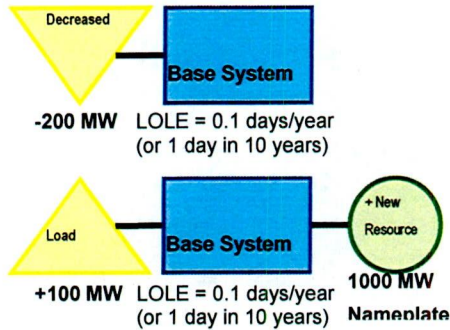 Decreased
Base System
-200 MW LOLE = 0.1 days/year
(or 1 day in 10 years)
+ New
Load
Resource
Base System
1000 MW
+100 MW LOLE = 0.1 days/year
(or 1 day in 10 years)
Nameplate